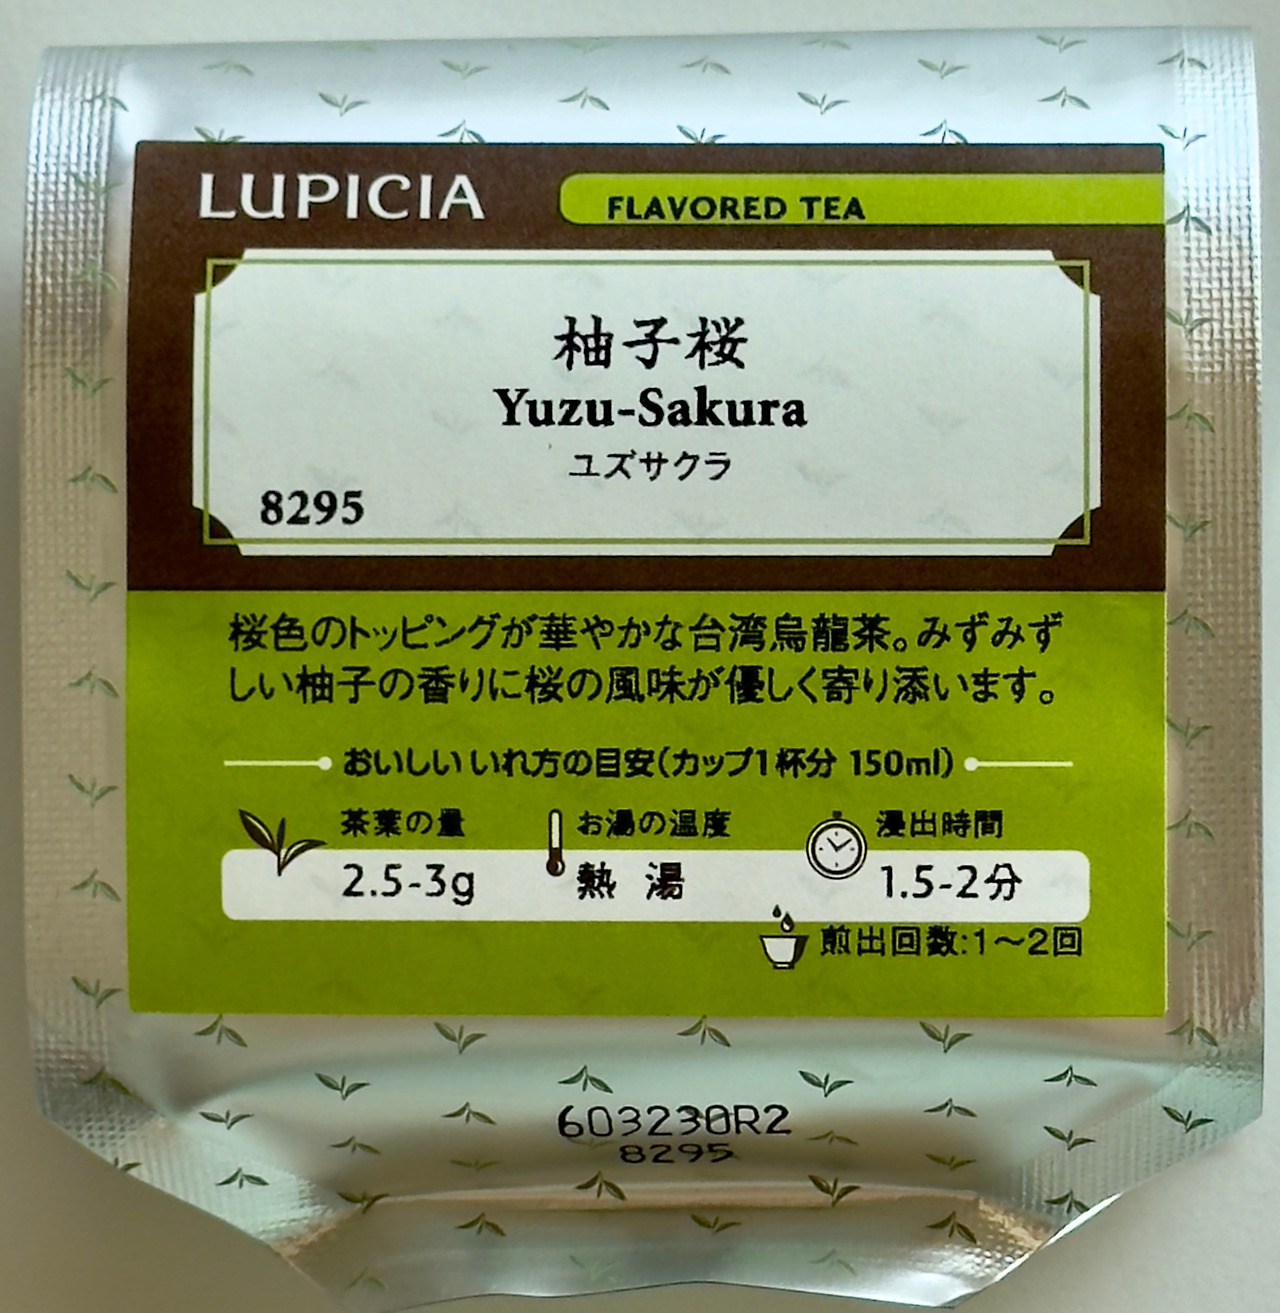 LUPICIA
FLAVORED TEA
柚子桜
Yuzu-Sakura
ユズサクラ
8295
桜色のトッピングが華やかな台湾烏龍茶。みずみず
しい柚子の香りに桜の風味が優しく寄り添います。
おいしいいれ方の目安(カップ1杯分 150ml)
茶葉の量
お湯の温度
浸出時間
2.5-3g
熱 湯
1.5-2分
煎出回数:1〜2回
603230R2
8295